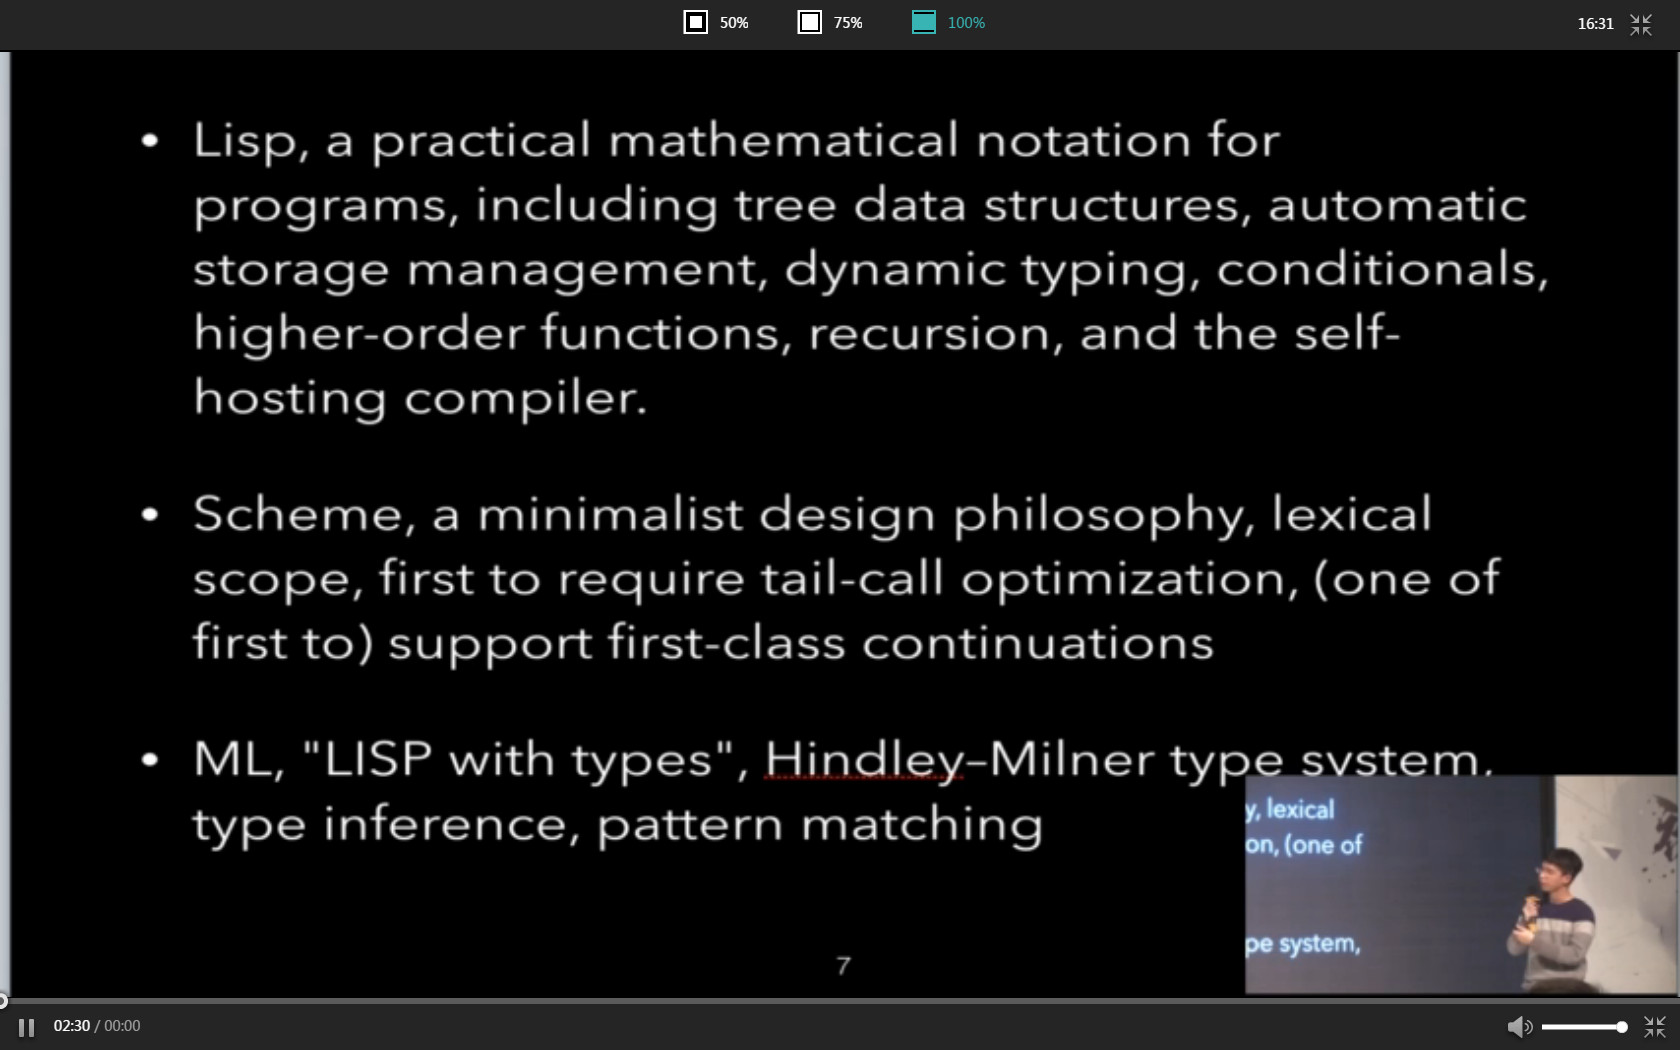 50% 75% 100% 16:31
• Lisp, a practical mathematical notation for
programs, including tree data structures, automatic
storage management, dynamic typing, conditionals,
higher-order functions, recursion, and the self-
hosting compiler.
• Scheme, a minimalist design philosophy, lexical
scope, first to require tail-call optimization, (one of
first to) support first-class continuations
• ML, "LISP with types", Hindley–Milner type system,
type inference, pattern matching
y, lexical
on, (one of
pe system,
7
02:30 / 00:00